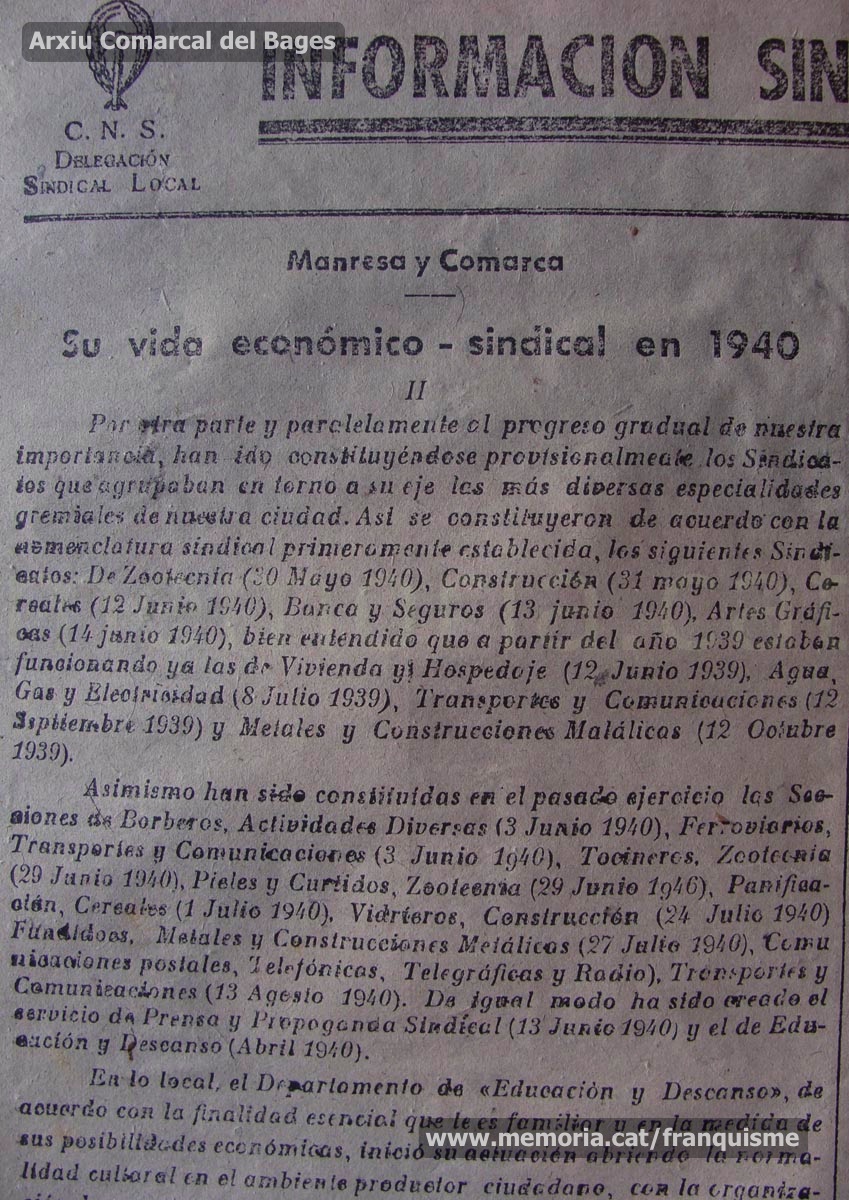 Arxiu Comarcal del Bages
INFORMACION SIN
C. N. S.
DELEGACIÓN
SINDICAL LOCAL
Manresa y Comarca
Su vida económico - sindical en 1940
II
Por otra parte y paralelamente al progreso gradual de nuestra
importancia, han ido constituyéndose provisionalmente los Sindica-
tos que agrupaban en torno a su eje las más diversas especialidades
gremiales de nuestra ciudad. Asi se constituyeron de acuerdo con la
nomenclatura sindical primeramente establecida, los siguientes Sindi-
catos: De Zootecnia (30 Mayo 1940), Construcción (31 mayo 1940), Ce-
reales (12 Junio 1940), Banca y Seguros (13 junio 1940), Artes Gráfi-
cas (14 junio 1940), bien entendido que a partir del año 1939 estaban
funcionando ya las de Vivienda y Hospedaje (12 Junio 1939), Agua,
Gas y Electricidad (8 Julio 1939), Transportes y Comunicaciones (12
Septiembre 1939) y Metales y Construcciones Malálicas (12 Octubre
1939).
Asimismo han sido constituídas en el pasado ejercicio las Sec-
ciones de Barberos, Actividades Diversas (3 Junio 1940), Ferroviarios,
Transportes y Comunicaciones (3 Junio 1940), Tocineros, Zootecnia
(29 Junio 1940), Pieles y Curtidos, Zootecnia (29 Junio 1946), Panifica-
ción, Cereales (1 Julio 1940), Vidrieros, Construcción (24 Julio 1940)
Fundidoes, Metales y Construcciones Metálicas (27 Julio 1940), Comu
nicaciones postales, Telefónicas, Telegráficas y Radio), Transportes y
Comunicaciones (13 Agosto 1940). De igual modo ha sido creado el
servicio de Prensa y Propaganda Sindical (13 Junio 1940) y el de Edu-
cación y Descanso (Abril 1940).
En lo local, el Departamento de «Educación y Descanso», de
acuerdo con la finalidad esencial que le es familiar y en la medida de
sus posibilidades económicas, inició su actuación abriendo la norma-
lidad cultural en el ambiente productor ciudadano, con la organiza-
www.memoria.cat/franquisme